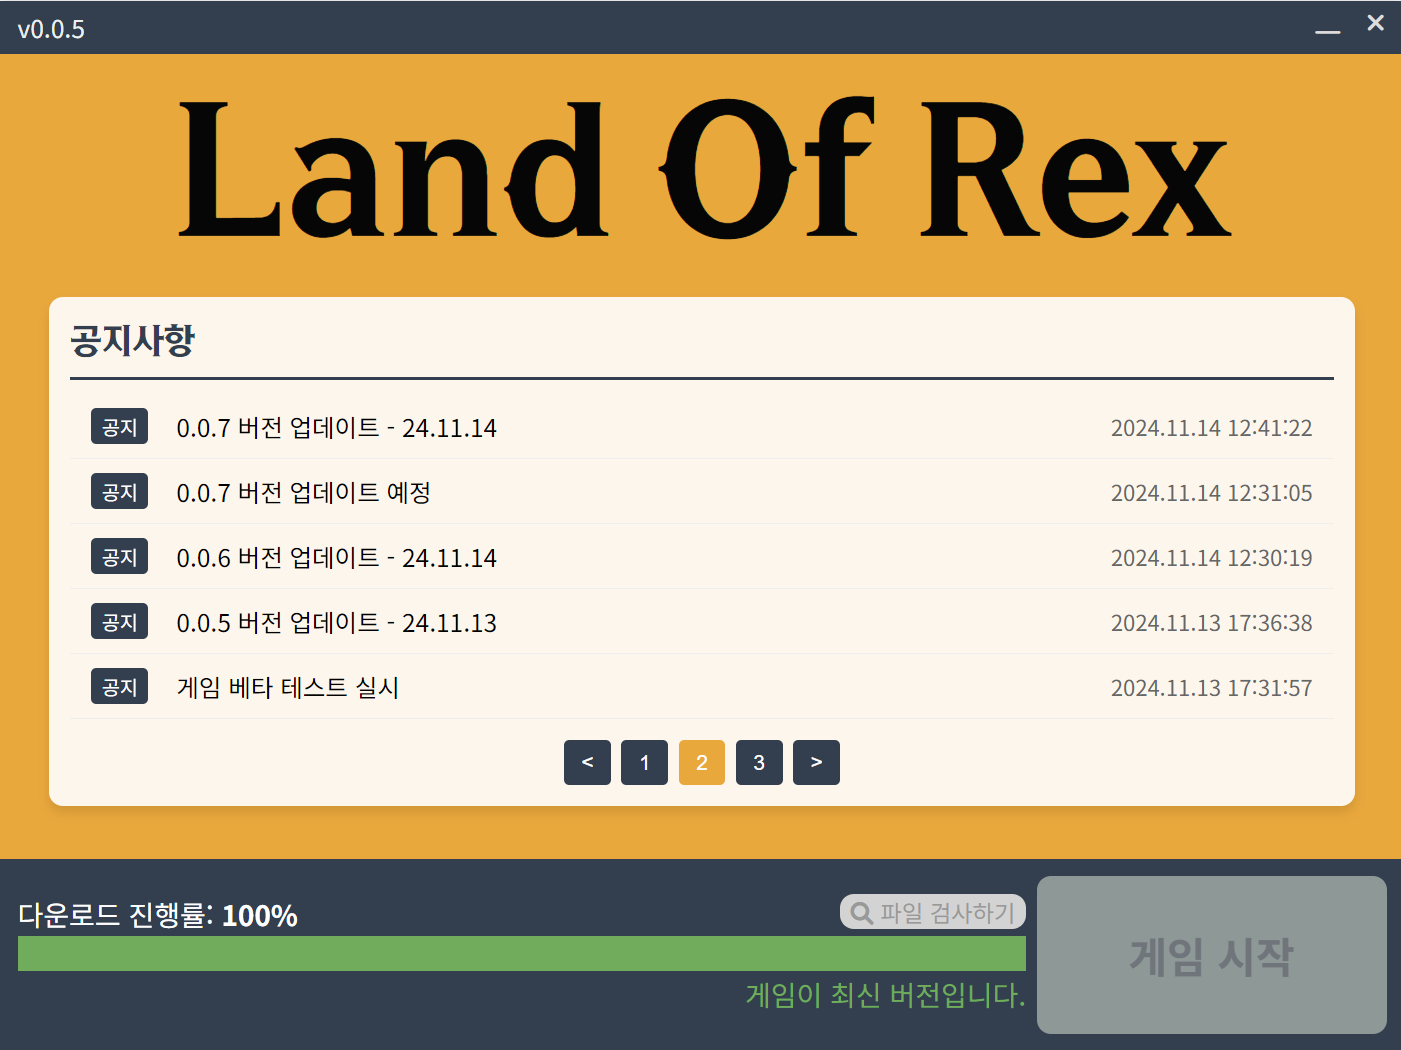 v0.0.5
Land Of Rex
공지사항
공지 0.0.7 버전 업데이트 - 24.11.14 2024.11.14 12:41:22
공지 0.0.7 버전 업데이트 예정 2024.11.14 12:31:05
공지 0.0.6 버전 업데이트 - 24.11.14 2024.11.14 12:30:19
공지 0.0.5 버전 업데이트 - 24.11.13 2024.11.13 17:36:38
공지 게임 베타 테스트 실시 2024.11.13 17:31:57
< 1 2 3 >
다운로드 진행률: 100% 파일 검사하기
게임 시작
게임이 최신 버전입니다.